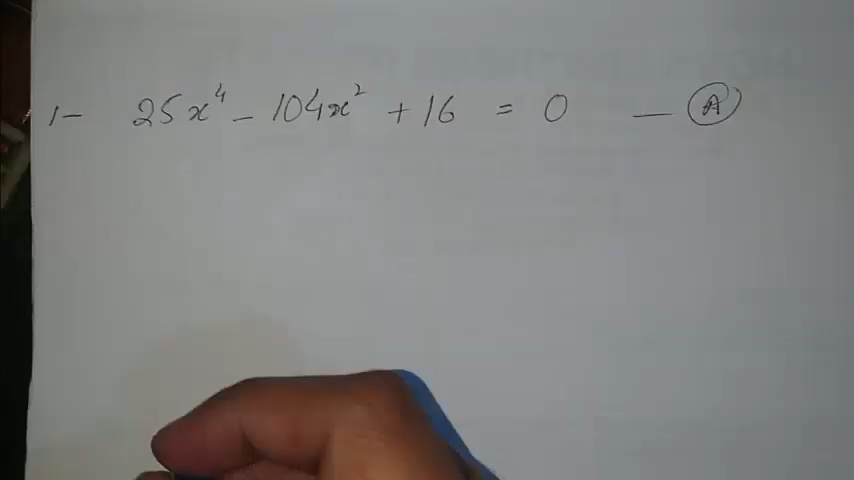 1- 25x⁴ - 104x² + 16 = 0 — Ⓐ